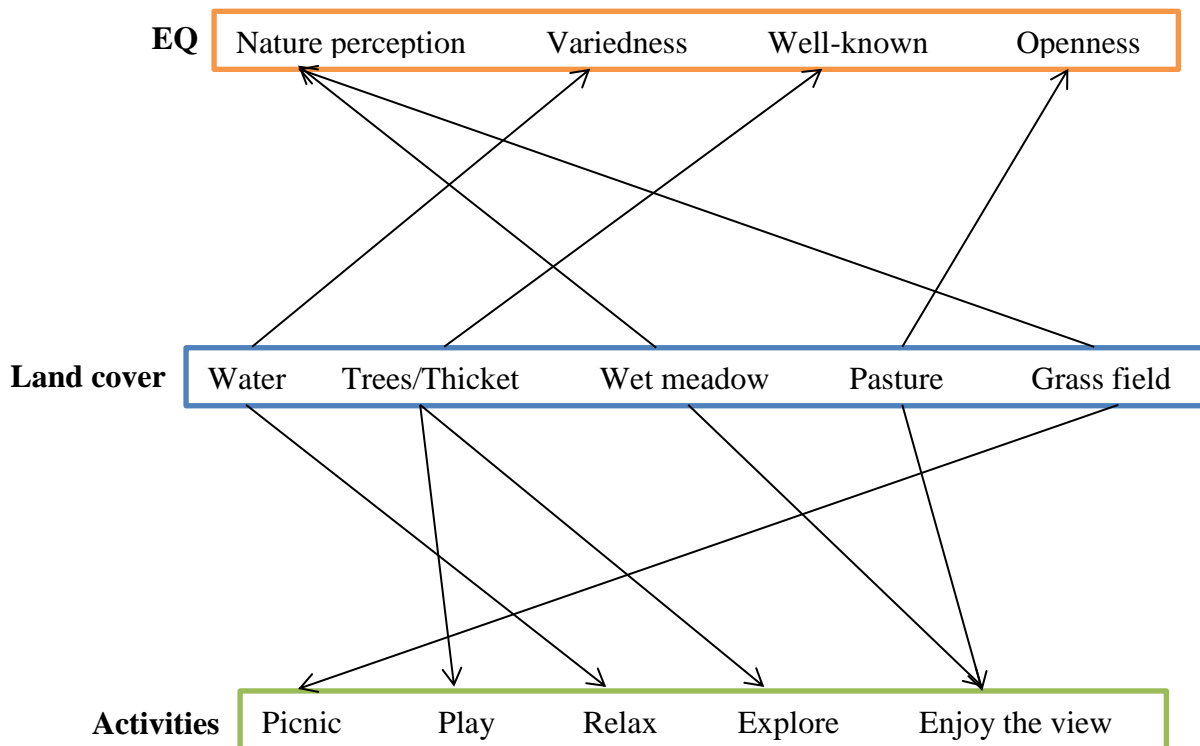 EQ Nature perception Variedness Well-known Openness
Land cover Water Trees/Thicket Wet meadow Pasture Grass field
Activities Picnic Play Relax Explore Enjoy the view